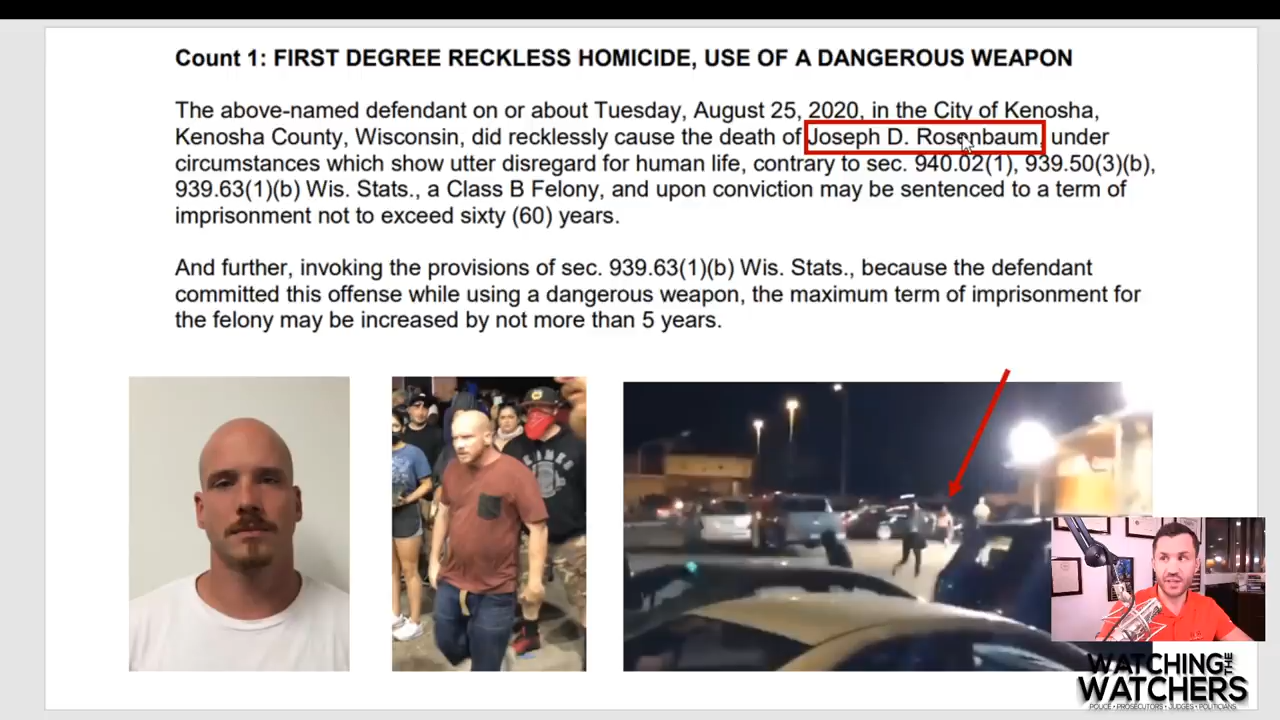 Count 1: FIRST DEGREE RECKLESS HOMICIDE, USE OF A DANGEROUS WEAPON
The above-named defendant on or about Tuesday, August 25, 2020, in the City of Kenosha,
Kenosha County, Wisconsin, did recklessly cause the death of Joseph D. Rosenbaum, under
circumstances which show utter disregard for human life, contrary to sec. 940.02(1), 939.50(3)(b),
939.63(1)(b) Wis. Stats., a Class B Felony, and upon conviction may be sentenced to a term of
imprisonment not to exceed sixty (60) years.
And further, invoking the provisions of sec. 939.63(1)(b) Wis. Stats., because the defendant
committed this offense while using a dangerous weapon, the maximum term of imprisonment for
the felony may be increased by not more than 5 years.
WATCHING THE
WATCHERS
POLICE • PROSECUTORS • JUDGES • POLITICIANS